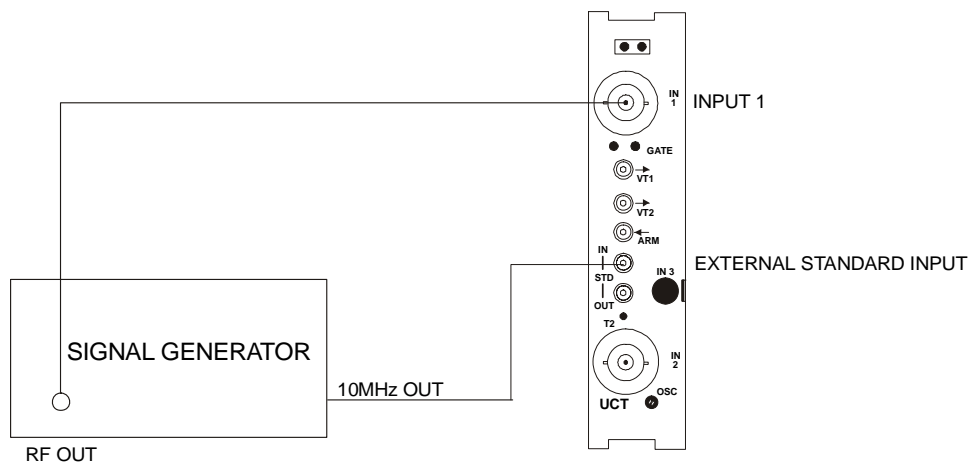 IN
1
INPUT 1
GATE
VT1
VT2
ARM
IN
EXTERNAL STANDARD INPUT
STD
IN 3
OUT
T2
SIGNAL GENERATOR
IN
2
10MHz OUT
OSC
UCT
RF OUT